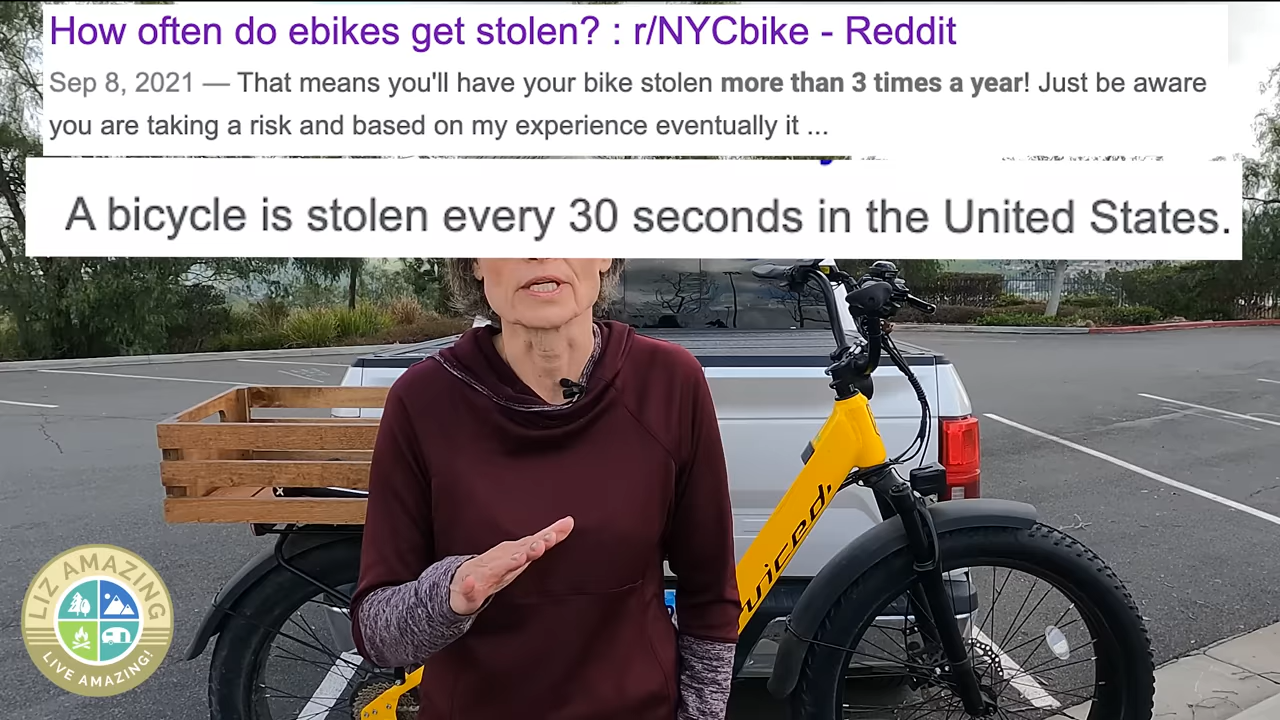 How often do ebikes get stolen? : r/NYCbike - Reddit
Sep 8, 2021 — That means you'll have your bike stolen more than 3 times a year! Just be aware
you are taking a risk and based on my experience eventually it ...
A bicycle is stolen every 30 seconds in the United States.
uriced.
LIZ AMAZING
LIVE AMAZING!